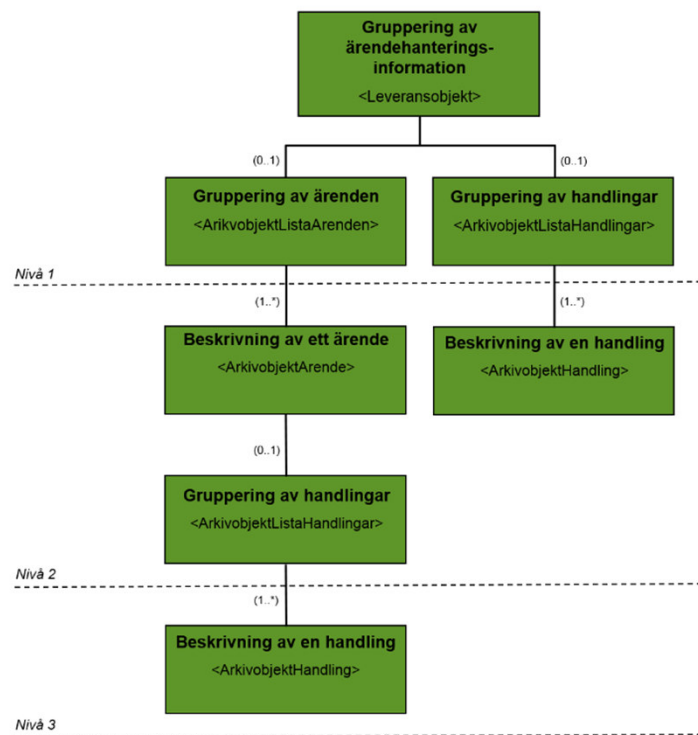 Gruppering av
ärendehanterings-
information
<Leveransobjekt>
(0..1)
(0..1)
Gruppering av ärenden
<ArikvobjektListaArenden>
Gruppering av handlingar
<ArkivobjektListaHandlingar>
Nivå 1
(1..*)
(1..*)
Beskrivning av ett ärende
<ArkivobjektArende>
Beskrivning av en handling
<ArkivobjektHandling>
(0..1)
Gruppering av handlingar
<ArkivobjektListaHandlingar>
Nivå 2
(1..*)
Beskrivning av en handling
<ArkivobjektHandling>
Nivå 3